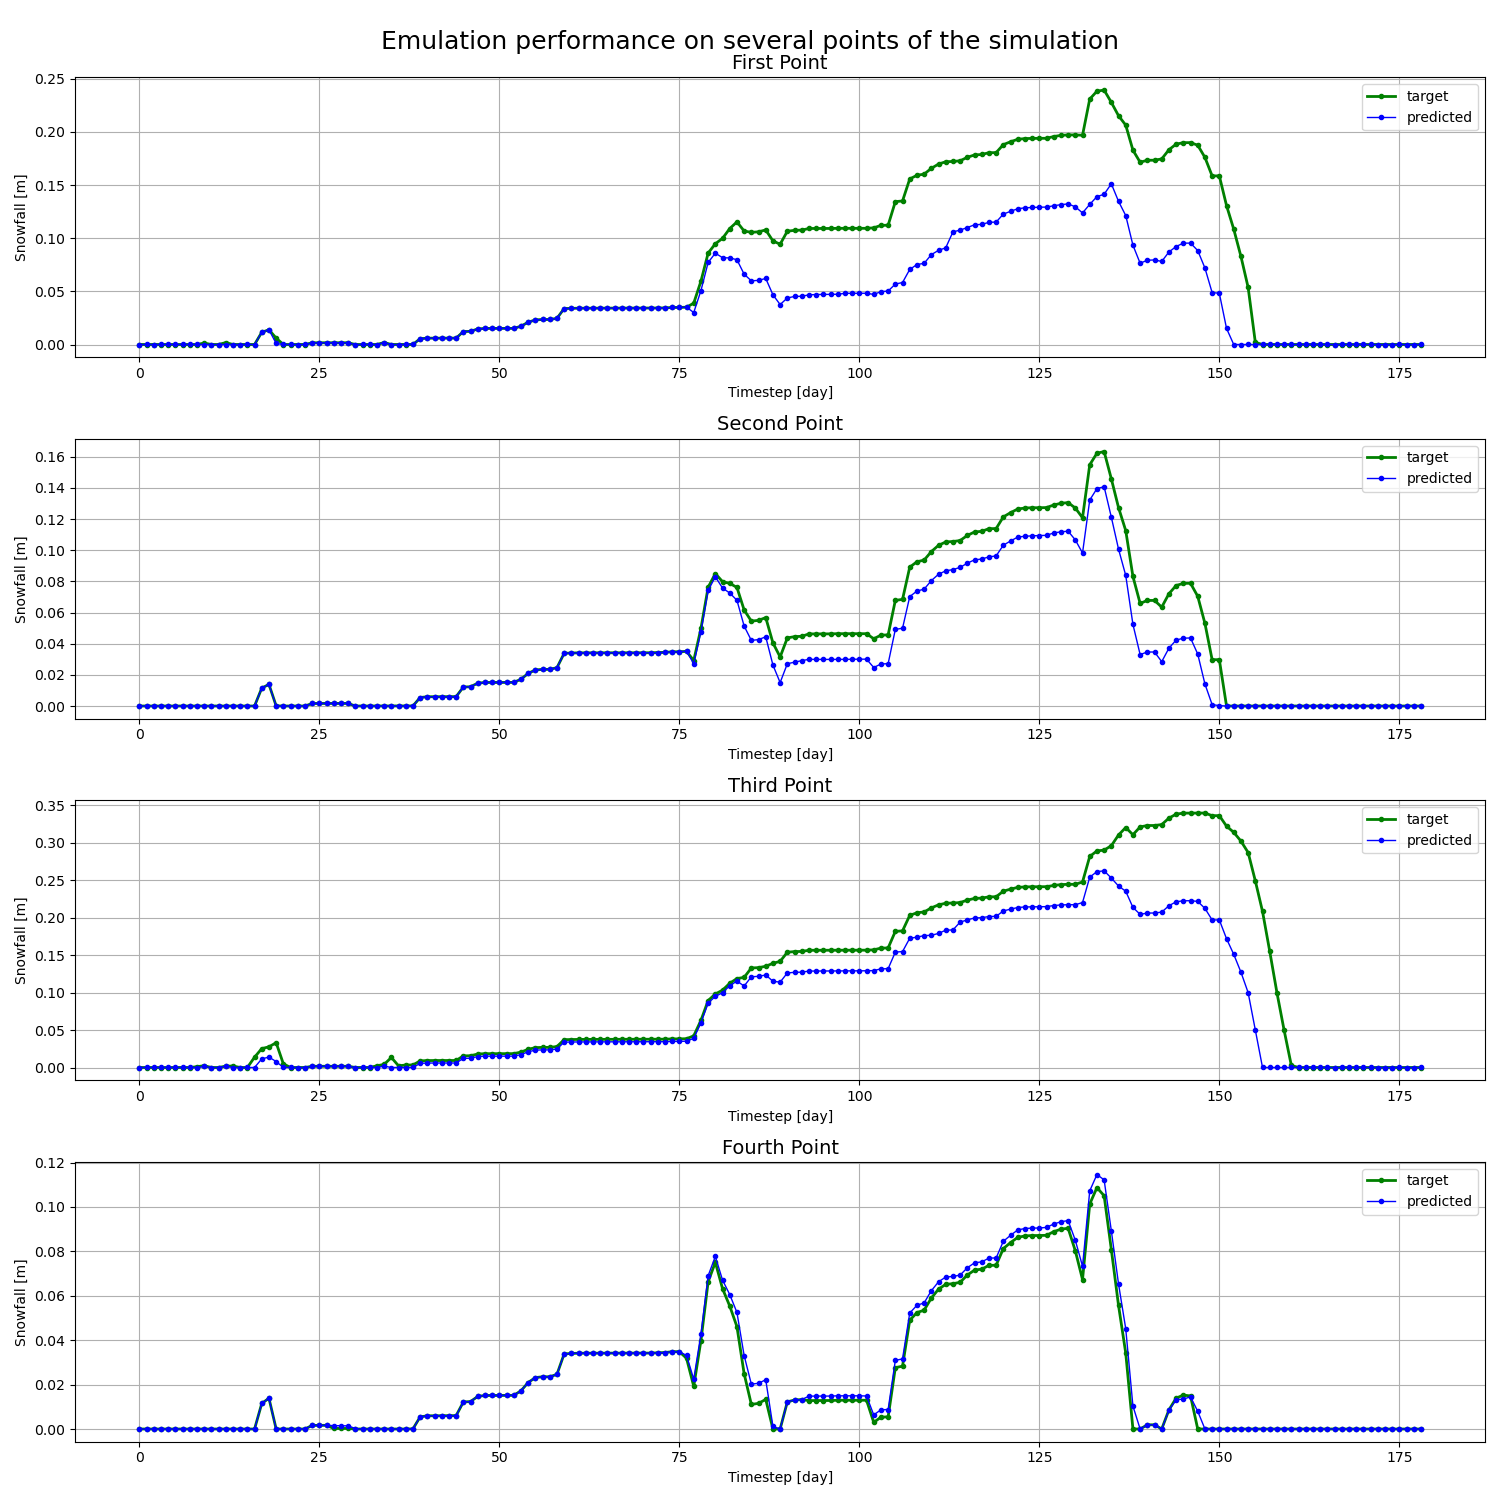 Emulation performance on several points of the simulation
First Point
0.25
0.20
0.15
0.10
0.05
0.00
Snowfall [m]
target
predicted
0 25 50 75 100 125 150 175
Timestep [day]
Second Point
0.16
0.14
0.12
0.10
0.08
0.06
0.04
0.02
0.00
Snowfall [m]
target
predicted
0 25 50 75 100 125 150 175
Timestep [day]
Third Point
0.35
0.30
0.25
0.20
0.15
0.10
0.05
0.00
Snowfall [m]
target
predicted
0 25 50 75 100 125 150 175
Timestep [day]
Fourth Point
0.12
0.10
0.08
0.06
0.04
0.02
0.00
Snowfall [m]
target
predicted
0 25 50 75 100 125 150 175
Timestep [day]